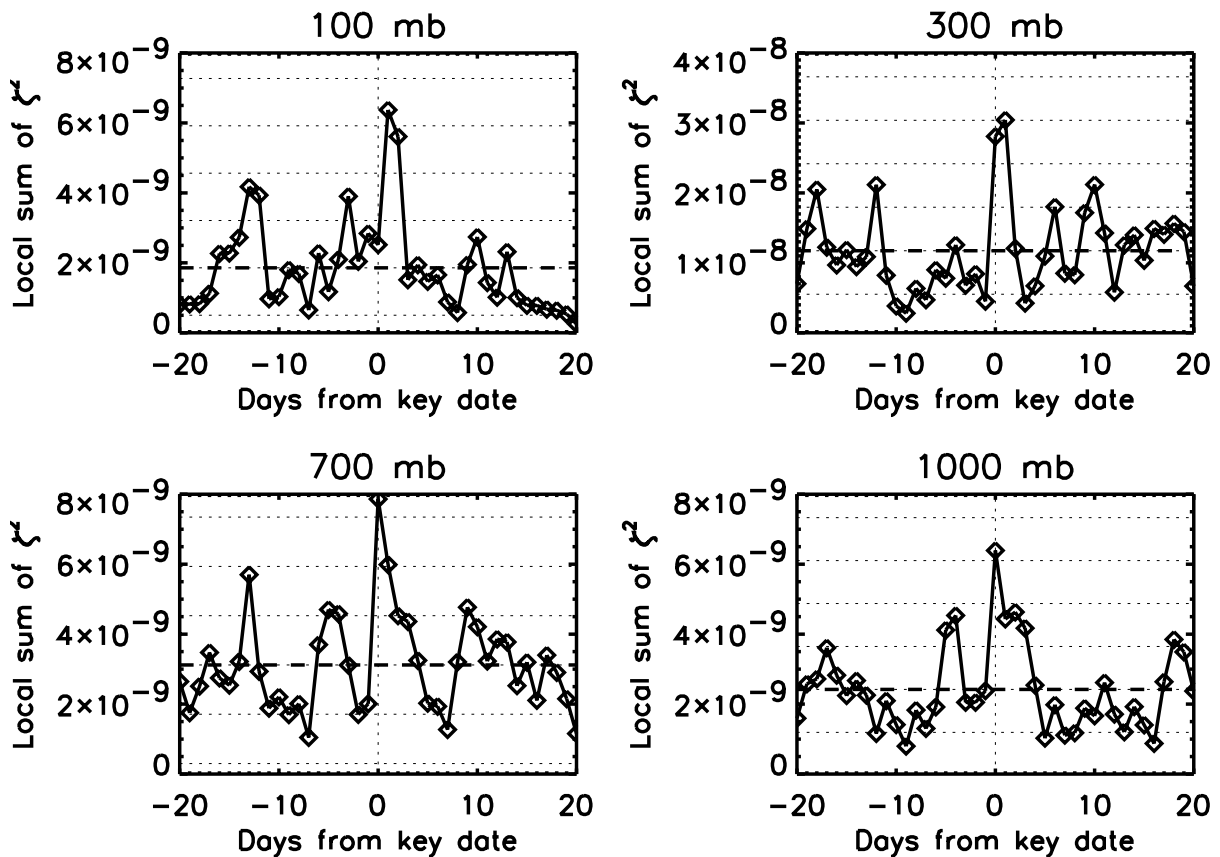 100 mb
Local sum of ζ²
8×10⁻⁹
6×10⁻⁹
4×10⁻⁹
2×10⁻⁹
0
−20 −10 0 10 20
Days from key date
300 mb
Local sum of ζ²
4×10⁻⁸
3×10⁻⁸
2×10⁻⁸
1×10⁻⁸
0
−20 −10 0 10 20
Days from key date
700 mb
Local sum of ζ²
8×10⁻⁹
6×10⁻⁹
4×10⁻⁹
2×10⁻⁹
0
−20 −10 0 10 20
Days from key date
1000 mb
Local sum of ζ²
8×10⁻⁹
6×10⁻⁹
4×10⁻⁹
2×10⁻⁹
0
−20 −10 0 10 20
Days from key date